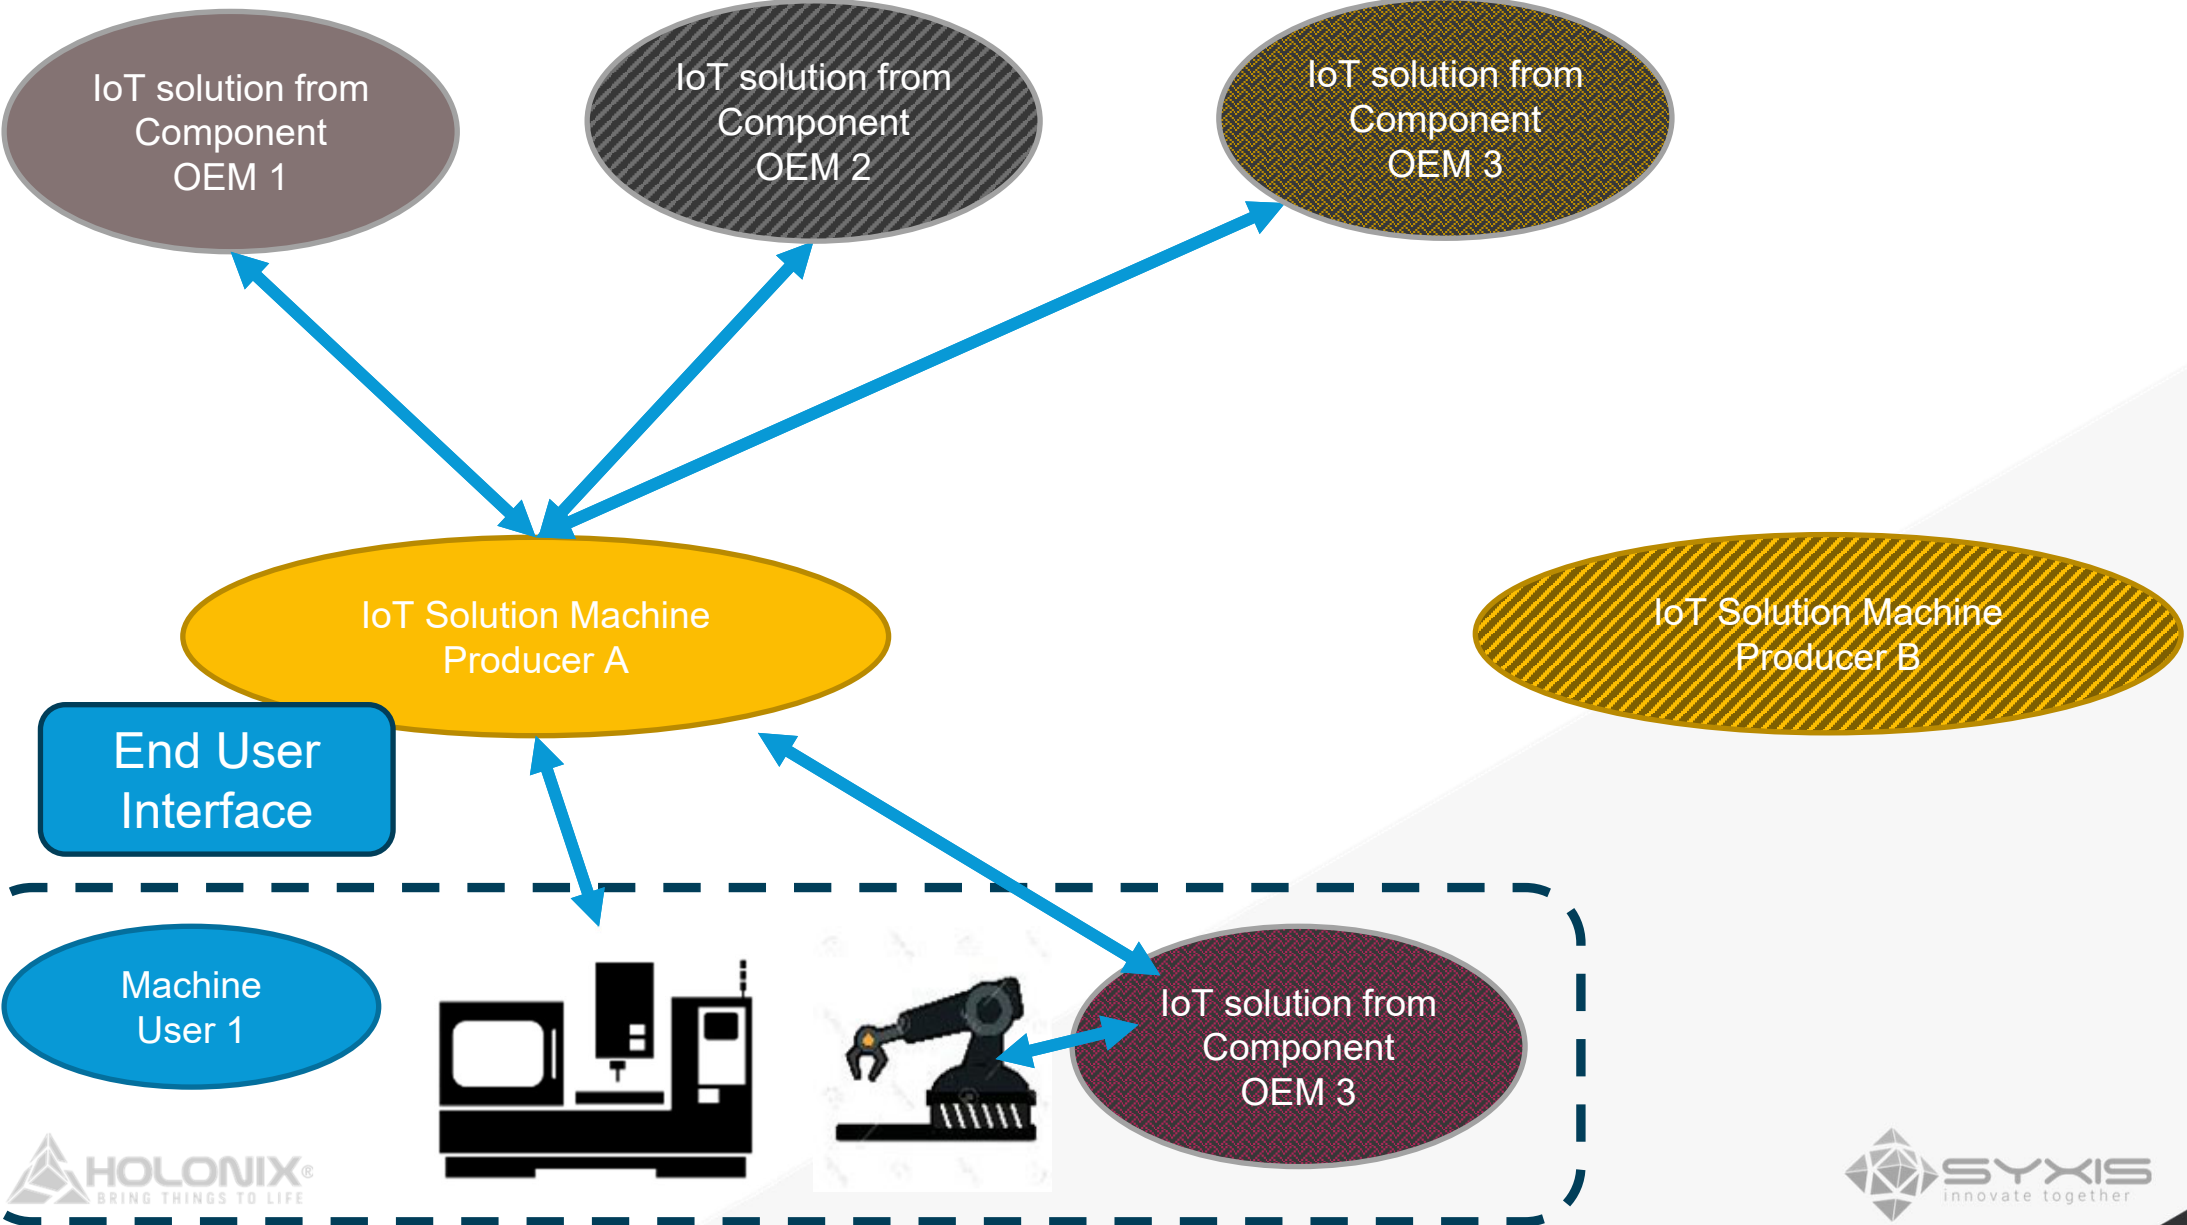 IoT solution from
Component
OEM 1
IoT solution from
Component
OEM 2
IoT solution from
Component
OEM 3
IoT Solution Machine
Producer A
IoT Solution Machine
Producer B
End User
Interface
Machine
User 1
IoT solution from
Component
OEM 3
HOLONIX®
BRING THINGS TO LIFE
SYXIS
innovate together